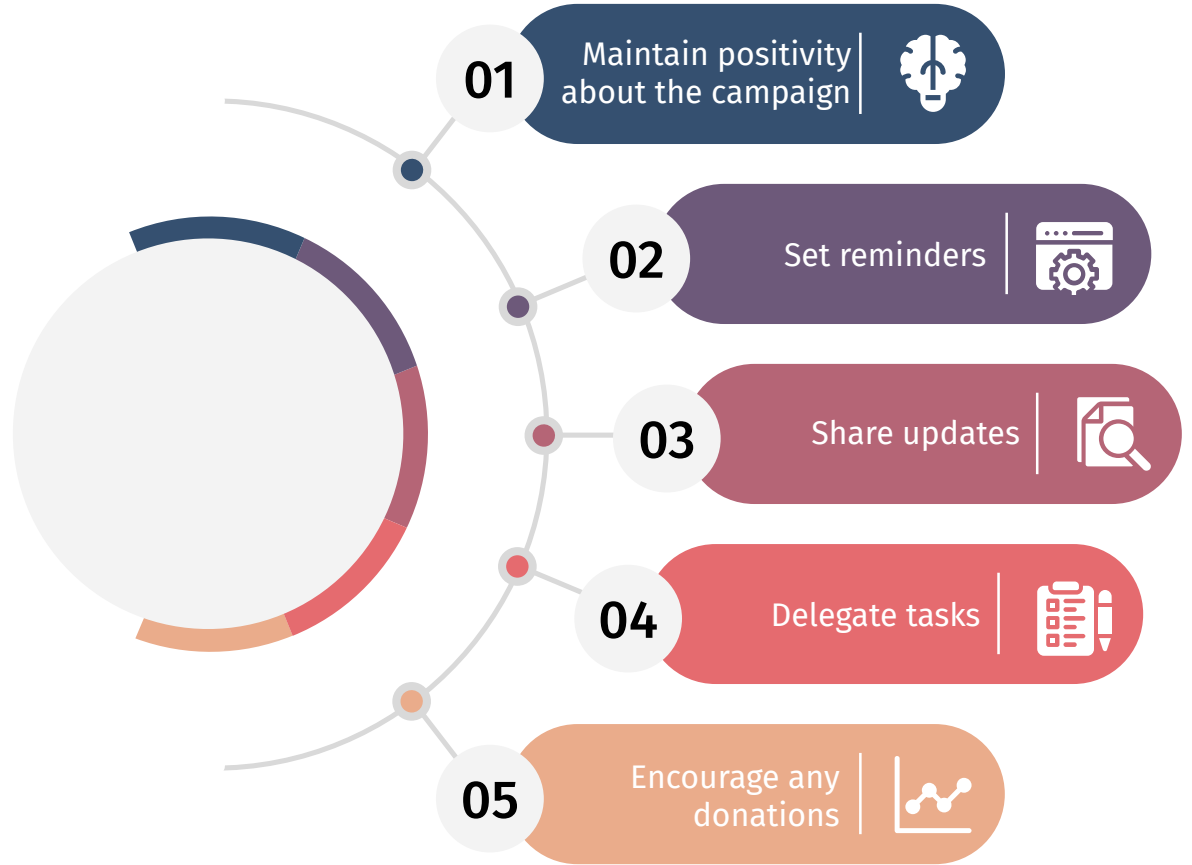 01
Maintain positivity
about the campaign
02
Set reminders
03
Share updates
04
Delegate tasks
05
Encourage any
donations